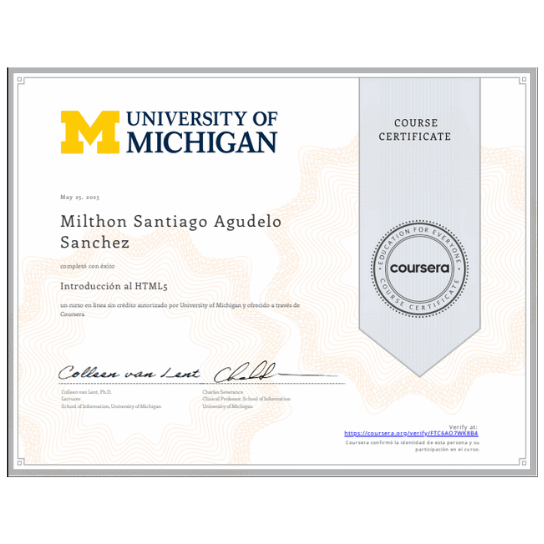 UNIVERSITY OF
MICHIGAN
COURSE
CERTIFICATE
May 25, 2023
Milthon Santiago Agudelo
Sanchez
completó con éxito
Introducción al HTML5
un curso en línea sin crédito autorizado por University of Michigan y ofrecido a través de
Coursera
EDUCATION FOR EVERYONE
coursera
COURSE CERTIFICATE
Colleen van Lent
Colleen van Lent, Ph.D.
Lecturer
School of Information, University of Michigan
Charles Severance
Clinical Professor, School of Information
University of Michigan
Verify at:
https://coursera.org/verify/FTC6AQ7WK8B4
Coursera confirmó la identidad de esta persona y su
participación en el curso.